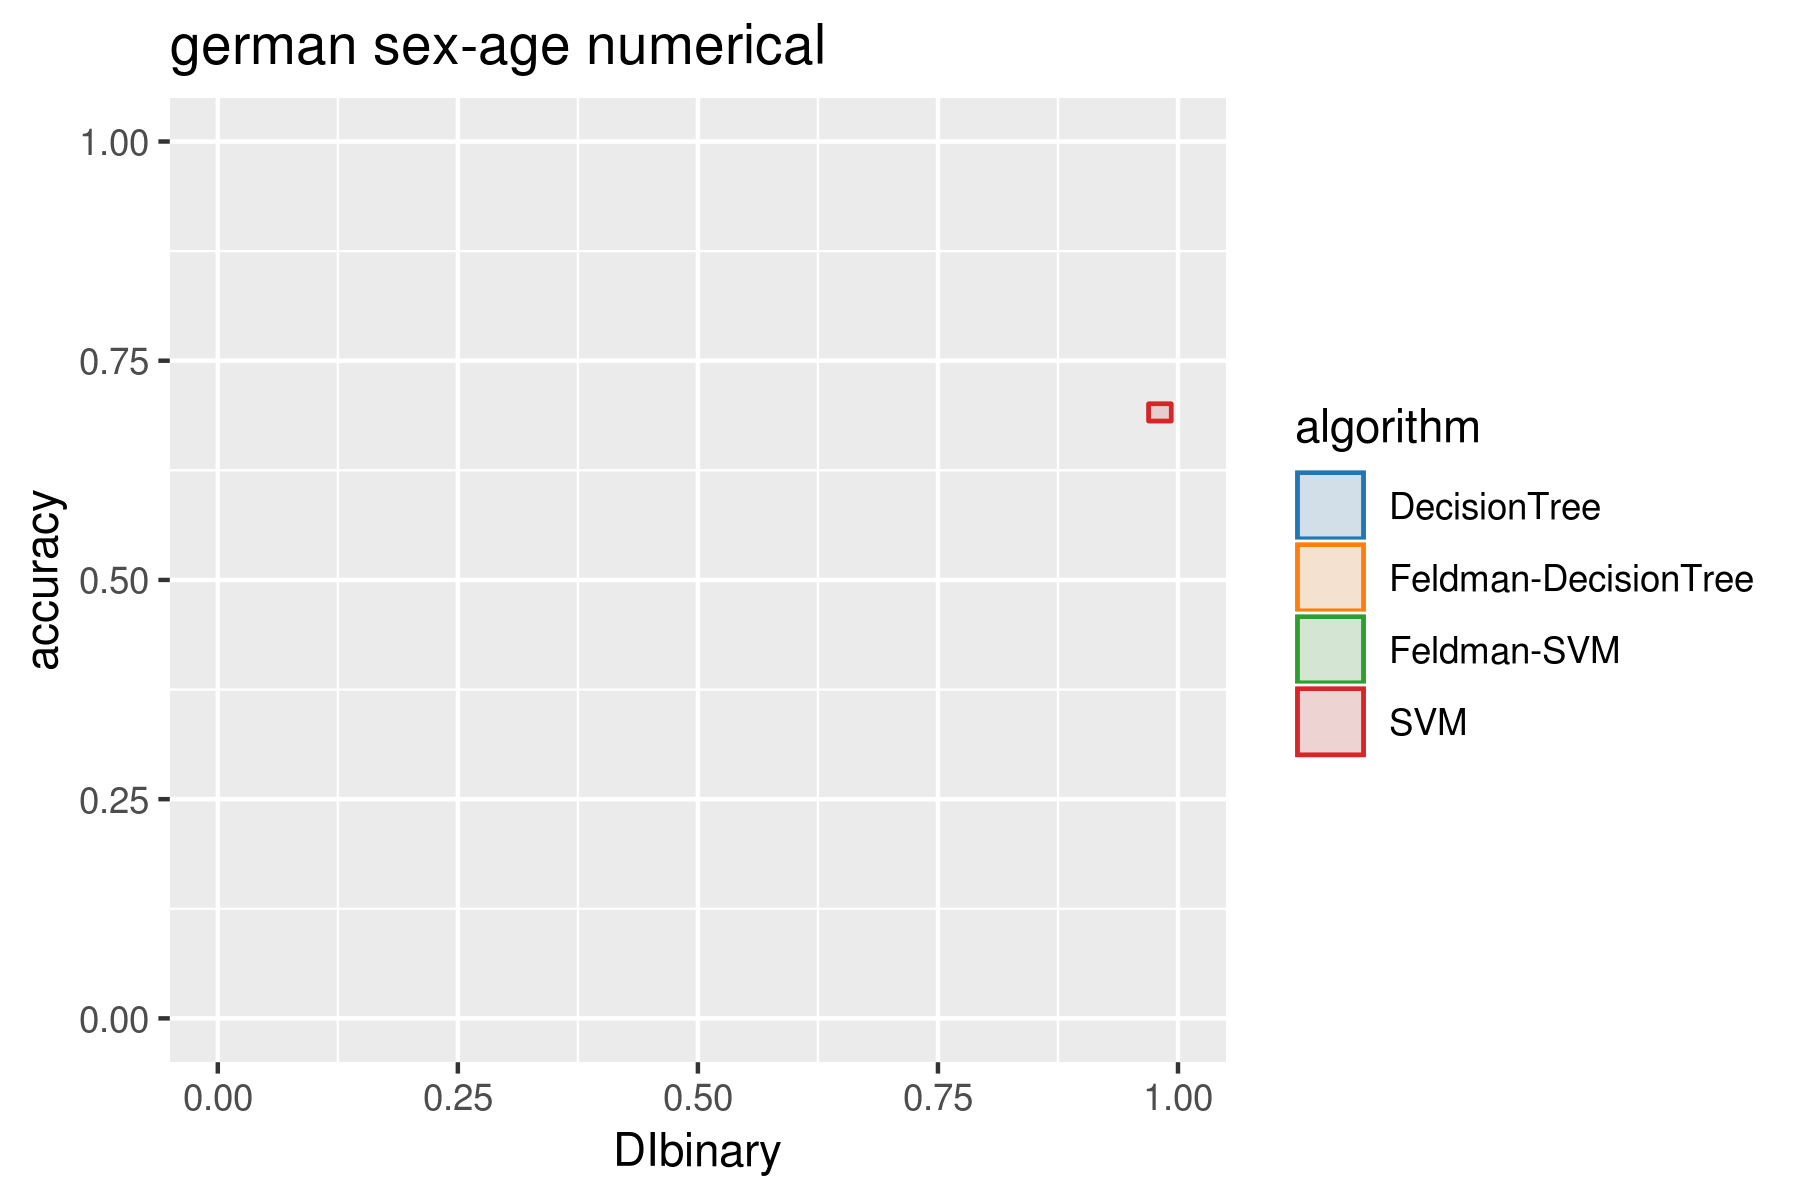 german sex-age numerical
1.00
0.75
0.50
0.25
0.00
accuracy
0.00 0.25 0.50 0.75 1.00
DIbinary
algorithm
DecisionTree
Feldman-DecisionTree
Feldman-SVM
SVM